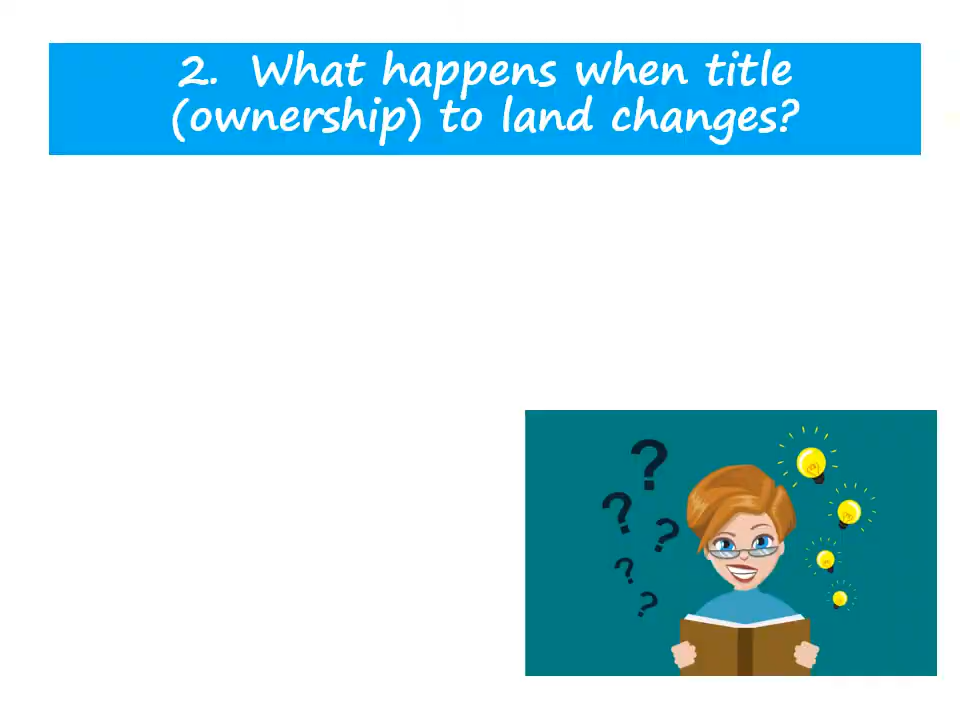 2. What happens when title
(ownership) to land changes?
? 
?
?
?
?